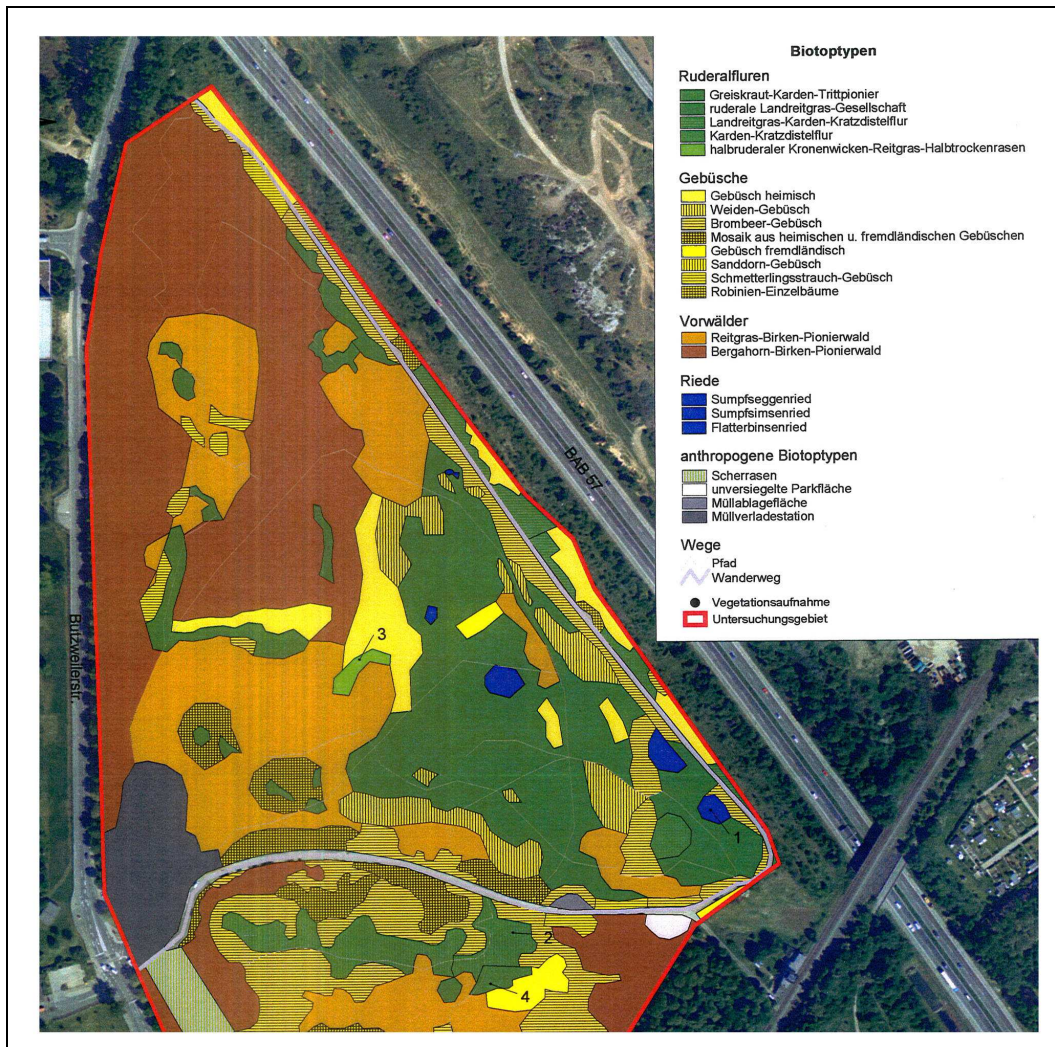 Biotoptypen
Ruderalfluren
Greiskraut-Karden-Trittpionier
ruderale Landreitgras-Gesellschaft
Landreitgras-Karden-Kratzdistelflur
Karden-Kratzdistelflur
halbruderaler Kronenwicken-Reitgras-Halbtrockenrasen
Gebüsche
Gebüsch heimisch
Weiden-Gebüsch
Brombeer-Gebüsch
Mosaik aus heimischen u. fremdländischen Gebüschen
Gebüsch fremdländisch
Sanddorn-Gebüsch
Schmetterlingsstrauch-Gebüsch
Robinien-Einzelbäume
Vorwälder
Reitgras-Birken-Pionierwald
Bergahorn-Birken-Pionierwald
Riede
Sumpfseggenried
Sumpfsimsenried
Flatterbinsenried
anthropogene Biotoptypen
Scherrasen
unversiegelte Parkfläche
Müllablagefläche
Müllverladestation
Wege
Pfad
Wanderweg
Vegetationsaufnahme
Untersuchungsgebiet
BAB 57
Butzweilerstr.
3
1
2
4